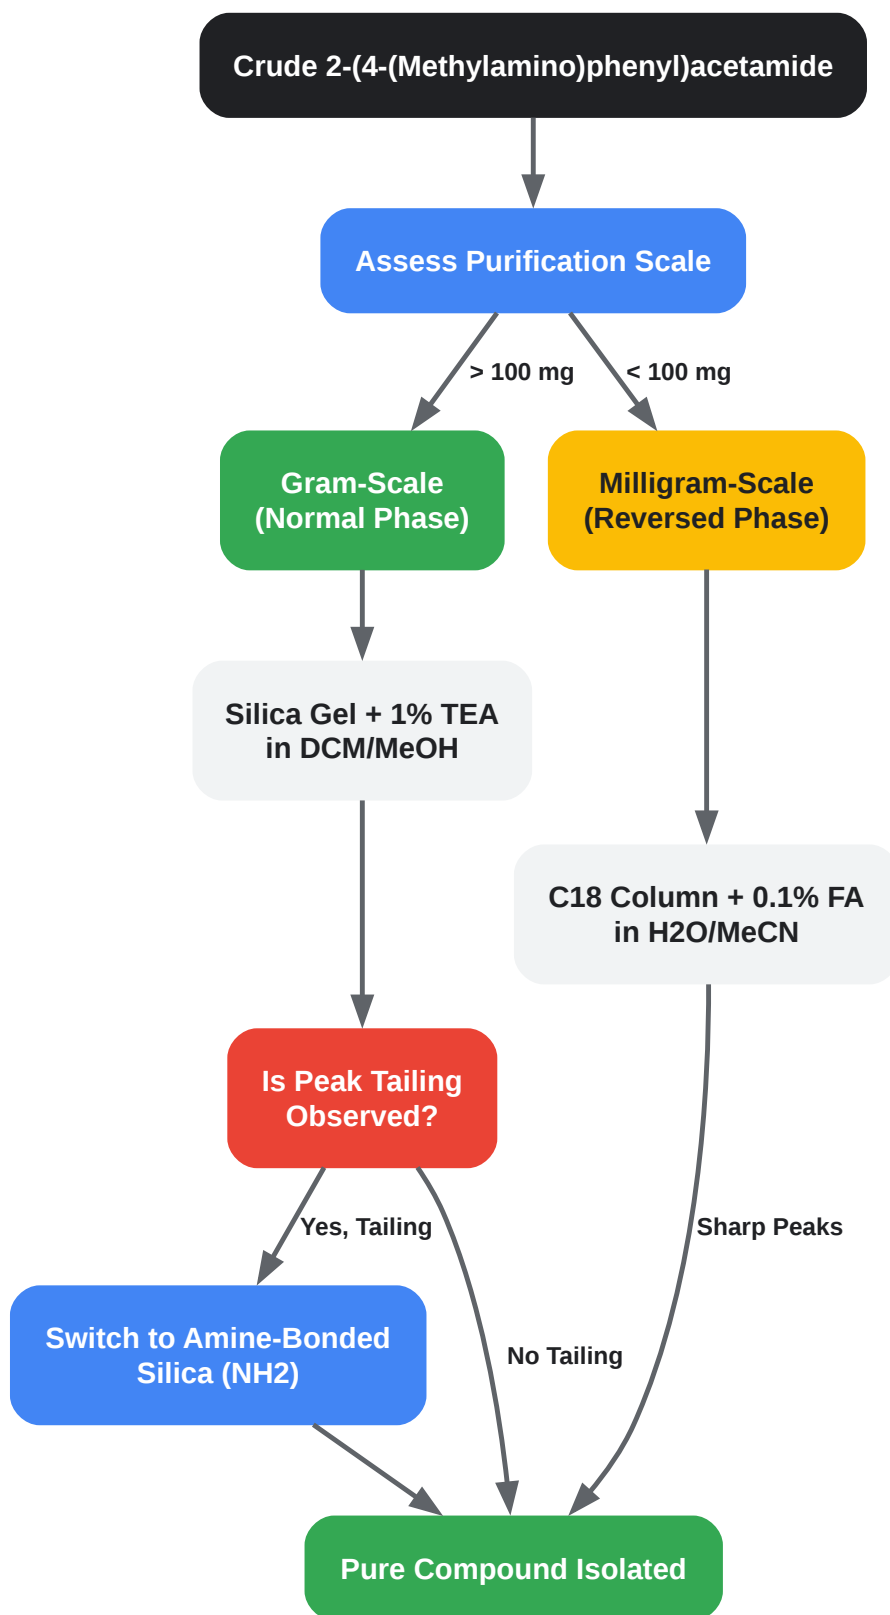 Crude 2-(4-(Methylamino)phenyl)acetamide
Assess Purification Scale
> 100 mg
< 100 mg
Gram-Scale
(Normal Phase)
Milligram-Scale
(Reversed Phase)
Silica Gel + 1% TEA
in DCM/MeOH
C18 Column + 0.1% FA
in H2O/MeCN
Is Peak Tailing
Observed?
Yes, Tailing
Sharp Peaks
Switch to Amine-Bonded
Silica (NH2)
No Tailing
Pure Compound Isolated